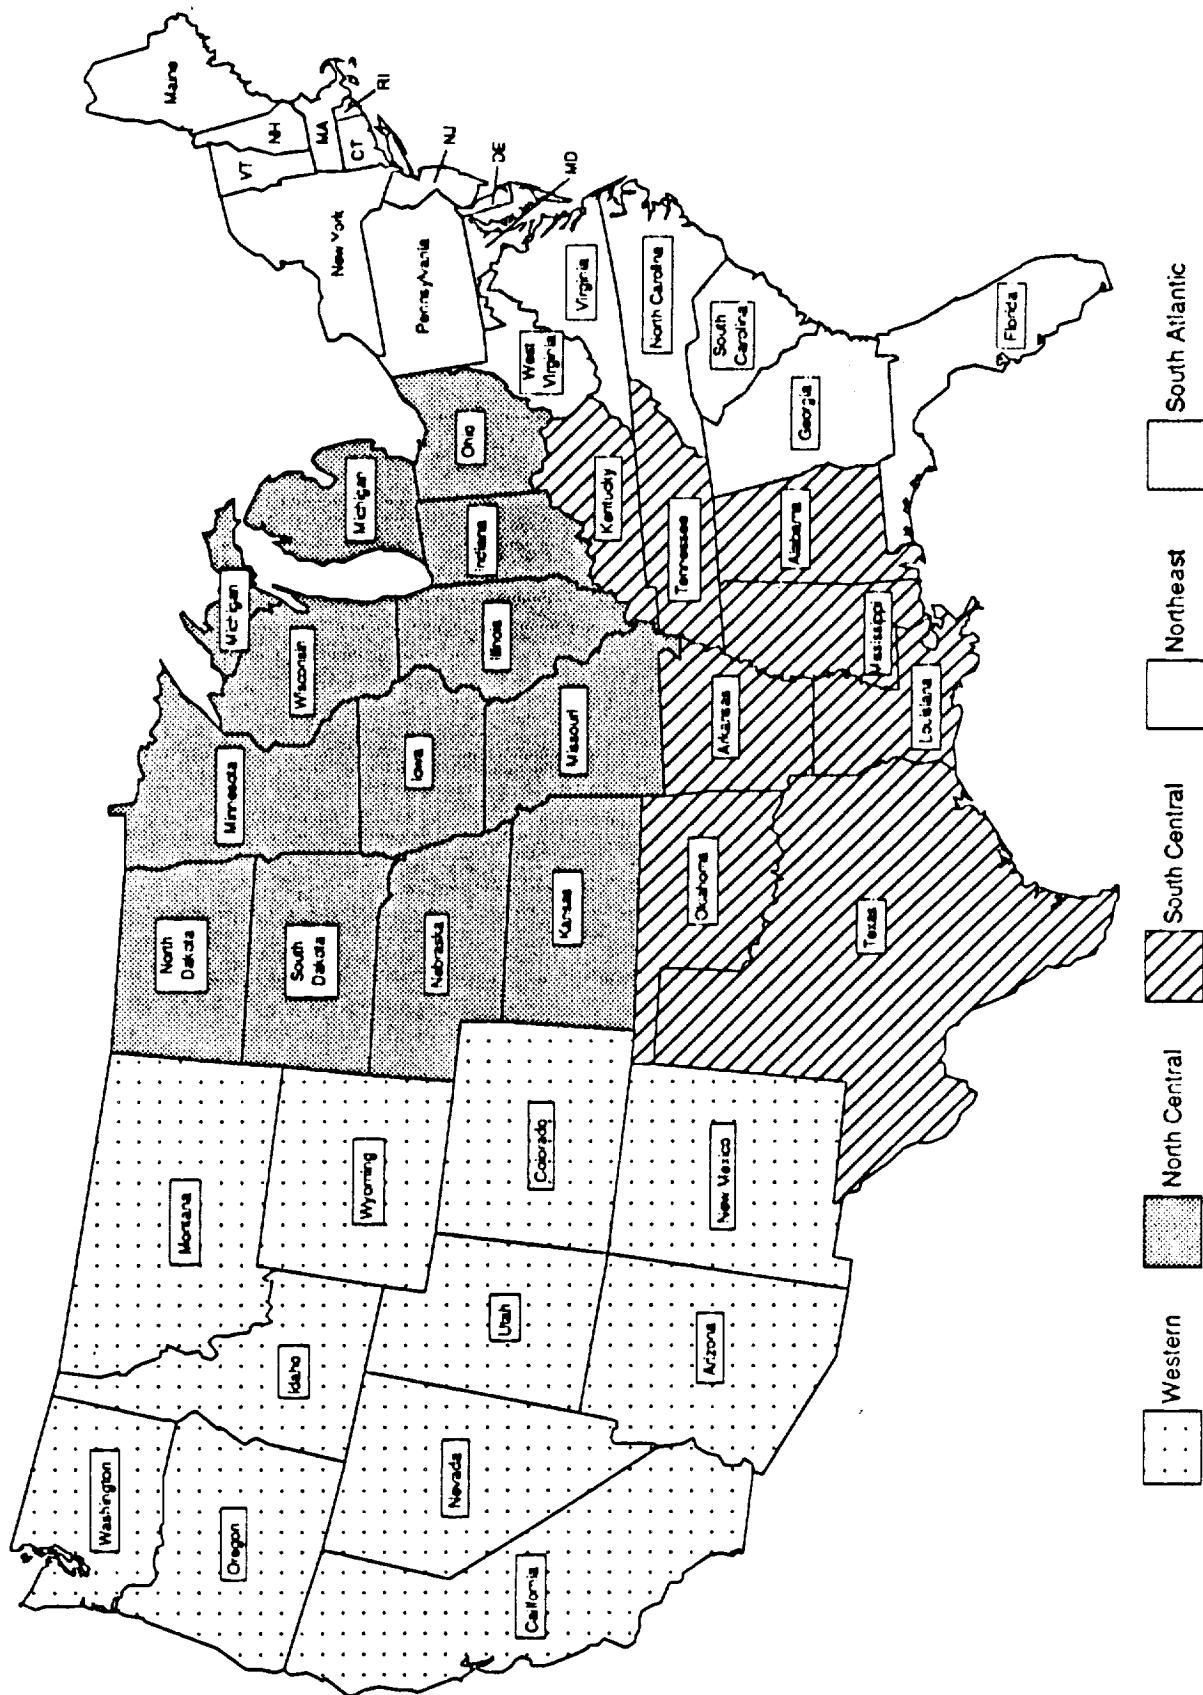 Washington
Oregon
California
Nevada
Idaho
Montana
Wyoming
Utah
Arizona
Colorado
New Mexico
North
Dakota
South
Dakota
Nebraska
Kansas
Oklahoma
Texas
Minnesota
Iowa
Missouri
Arkansas
Louisiana
Wisconsin
Illinois
Mississippi
Michigan
Michigan
Indiana
Ohio
Kentucky
Tennessee
Alabama
Georgia
Florida
South
Carolina
North Carolina
Virginia
West
Virginia
Pennsylvania
New York
VT
NH
Maine
MA
CT
RI
NJ
DE
MD
Western
North Central
South Central
Northeast
South Atlantic